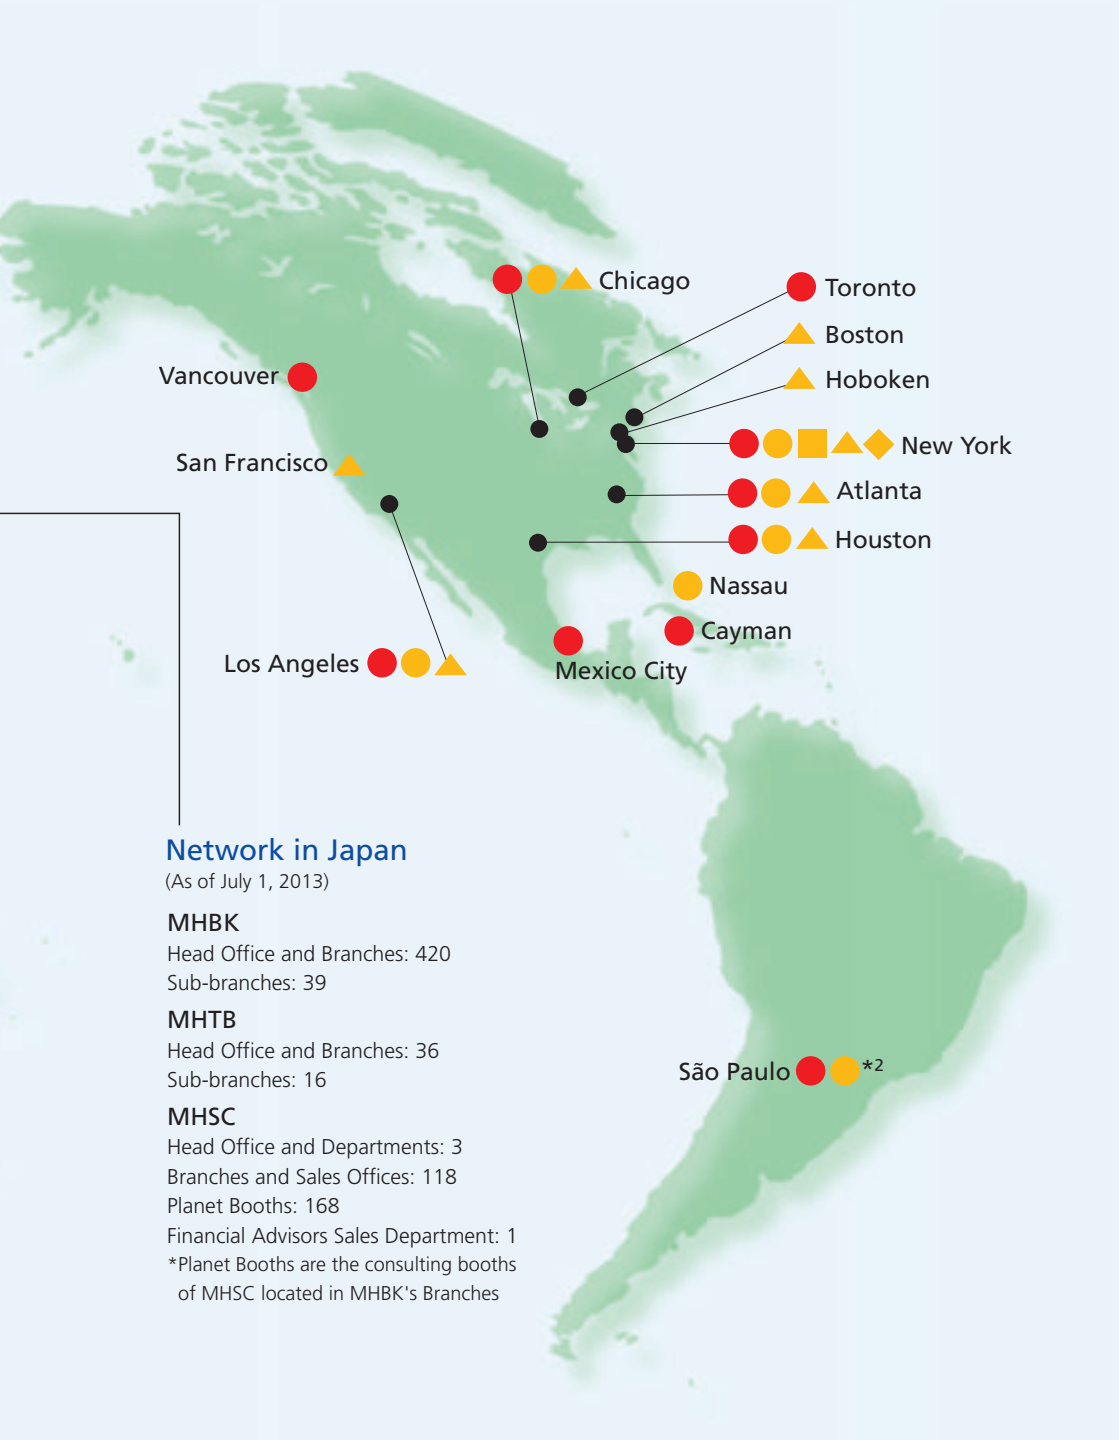 Chicago
Toronto
Boston
Hoboken
Vancouver
New York
San Francisco
Atlanta
Houston
Nassau
Cayman
Los Angeles
Mexico City
Network in Japan
(As of July 1, 2013)
MHBK
Head Office and Branches: 420
Sub-branches: 39
MHTB
Head Office and Branches: 36
Sub-branches: 16
MHSC
Head Office and Departments: 3
Branches and Sales Offices: 118
Planet Booths: 168
Financial Advisors Sales Department: 1
*Planet Booths are the consulting booths
of MHSC located in MHBK's Branches
São Paulo *2